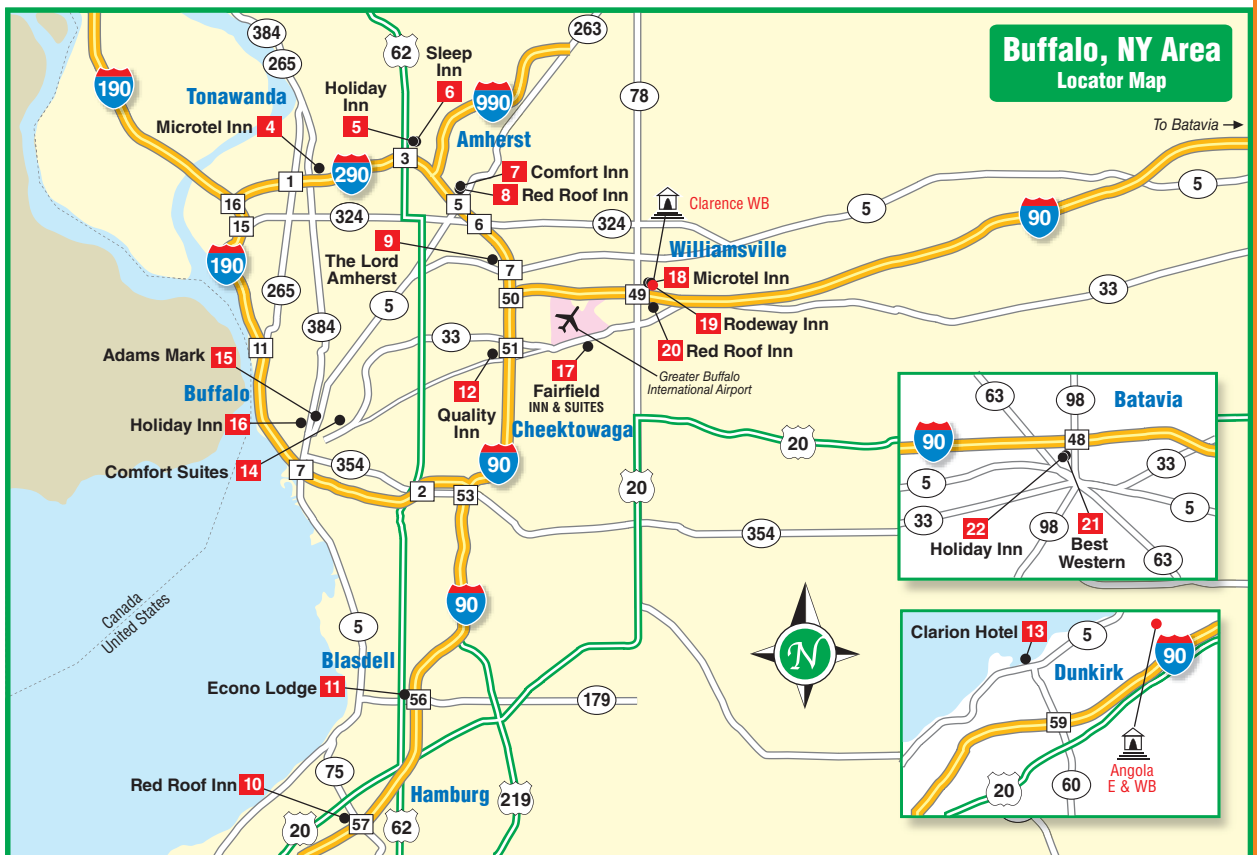 Buffalo, NY Area
Locator Map
To Batavia
384
265
62
263
Sleep
Inn
6
Holiday
Inn
5
190
Tonawanda
990
78
Microtel Inn 4
Amherst
3
290
1
7 Comfort Inn
8 Red Roof Inn
Clarence WB
5
16
15
324
5
6
324
5
90
190
9
The Lord
Amherst
7
Williamsville
18 Microtel Inn
265
5
50
49
33
384
33
19 Rodeway Inn
11
51
20 Red Roof Inn
Adams Mark 15
17
Fairfield
INN & SUITES
Greater Buffalo
International Airport
Buffalo
12
Quality
Inn
Holiday Inn 16
Cheektowaga
Comfort Suites 14
7
354
90
20
20
2
53
354
Batavia
63
98
90
48
33
5
5
33
22
Holiday Inn
98
21
Best
Western
63
Canada
United States
90
5
N
Blasdell
Econo Lodge 11
56
179
Clarion Hotel 13
5
90
Dunkirk
59
Angola
E & WB
20
60
75
Red Roof Inn 10
Hamburg
219
57
20
62